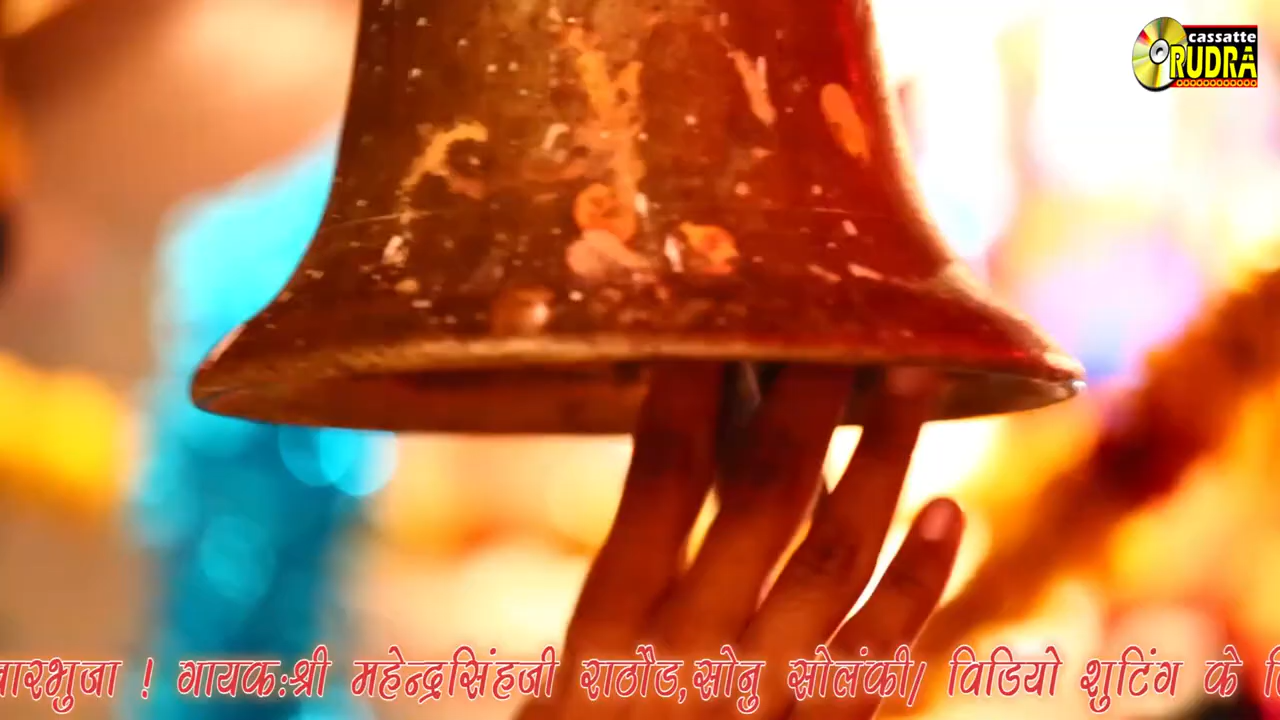 cassatte
RUDRA
चारभुजा ! गायक:श्री महेन्द्रसिंहजी राठौड,सोनु सोलंकी/ विडियो शुटिंग के